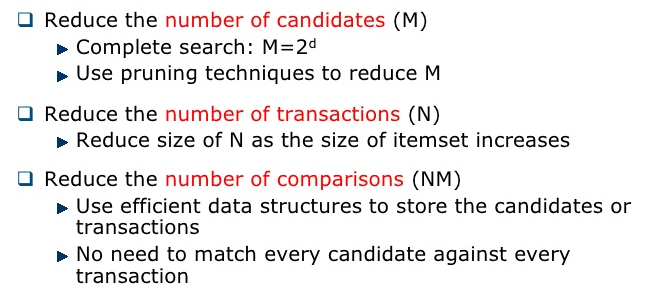 Reduce the number of candidates (M)
Complete search: M=2ᵈ
Use pruning techniques to reduce M
Reduce the number of transactions (N)
Reduce size of N as the size of itemset increases
Reduce the number of comparisons (NM)
Use efficient data structures to store the candidates or
transactions
No need to match every candidate against every
transaction